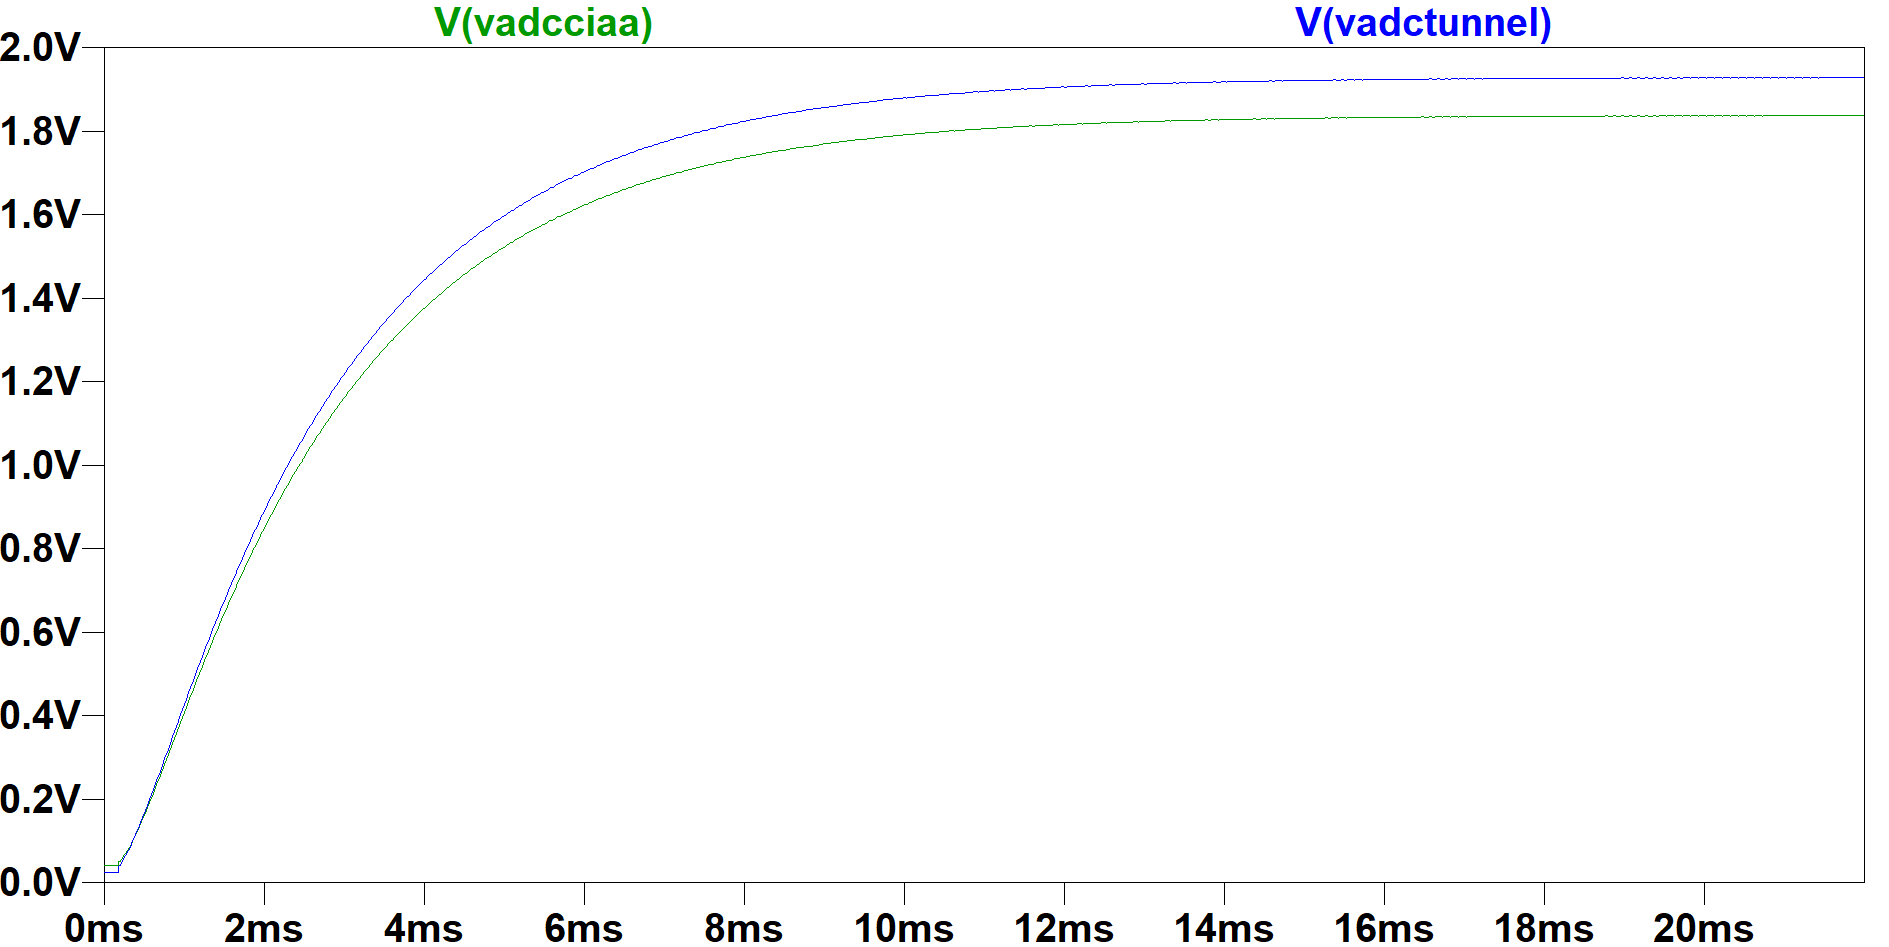 V(vadcciaa) V(vadctunnel)
2.0V
1.8V
1.6V
1.4V
1.2V
1.0V
0.8V
0.6V
0.4V
0.2V
0.0V
0ms 2ms 4ms 6ms 8ms 10ms 12ms 14ms 16ms 18ms 20ms